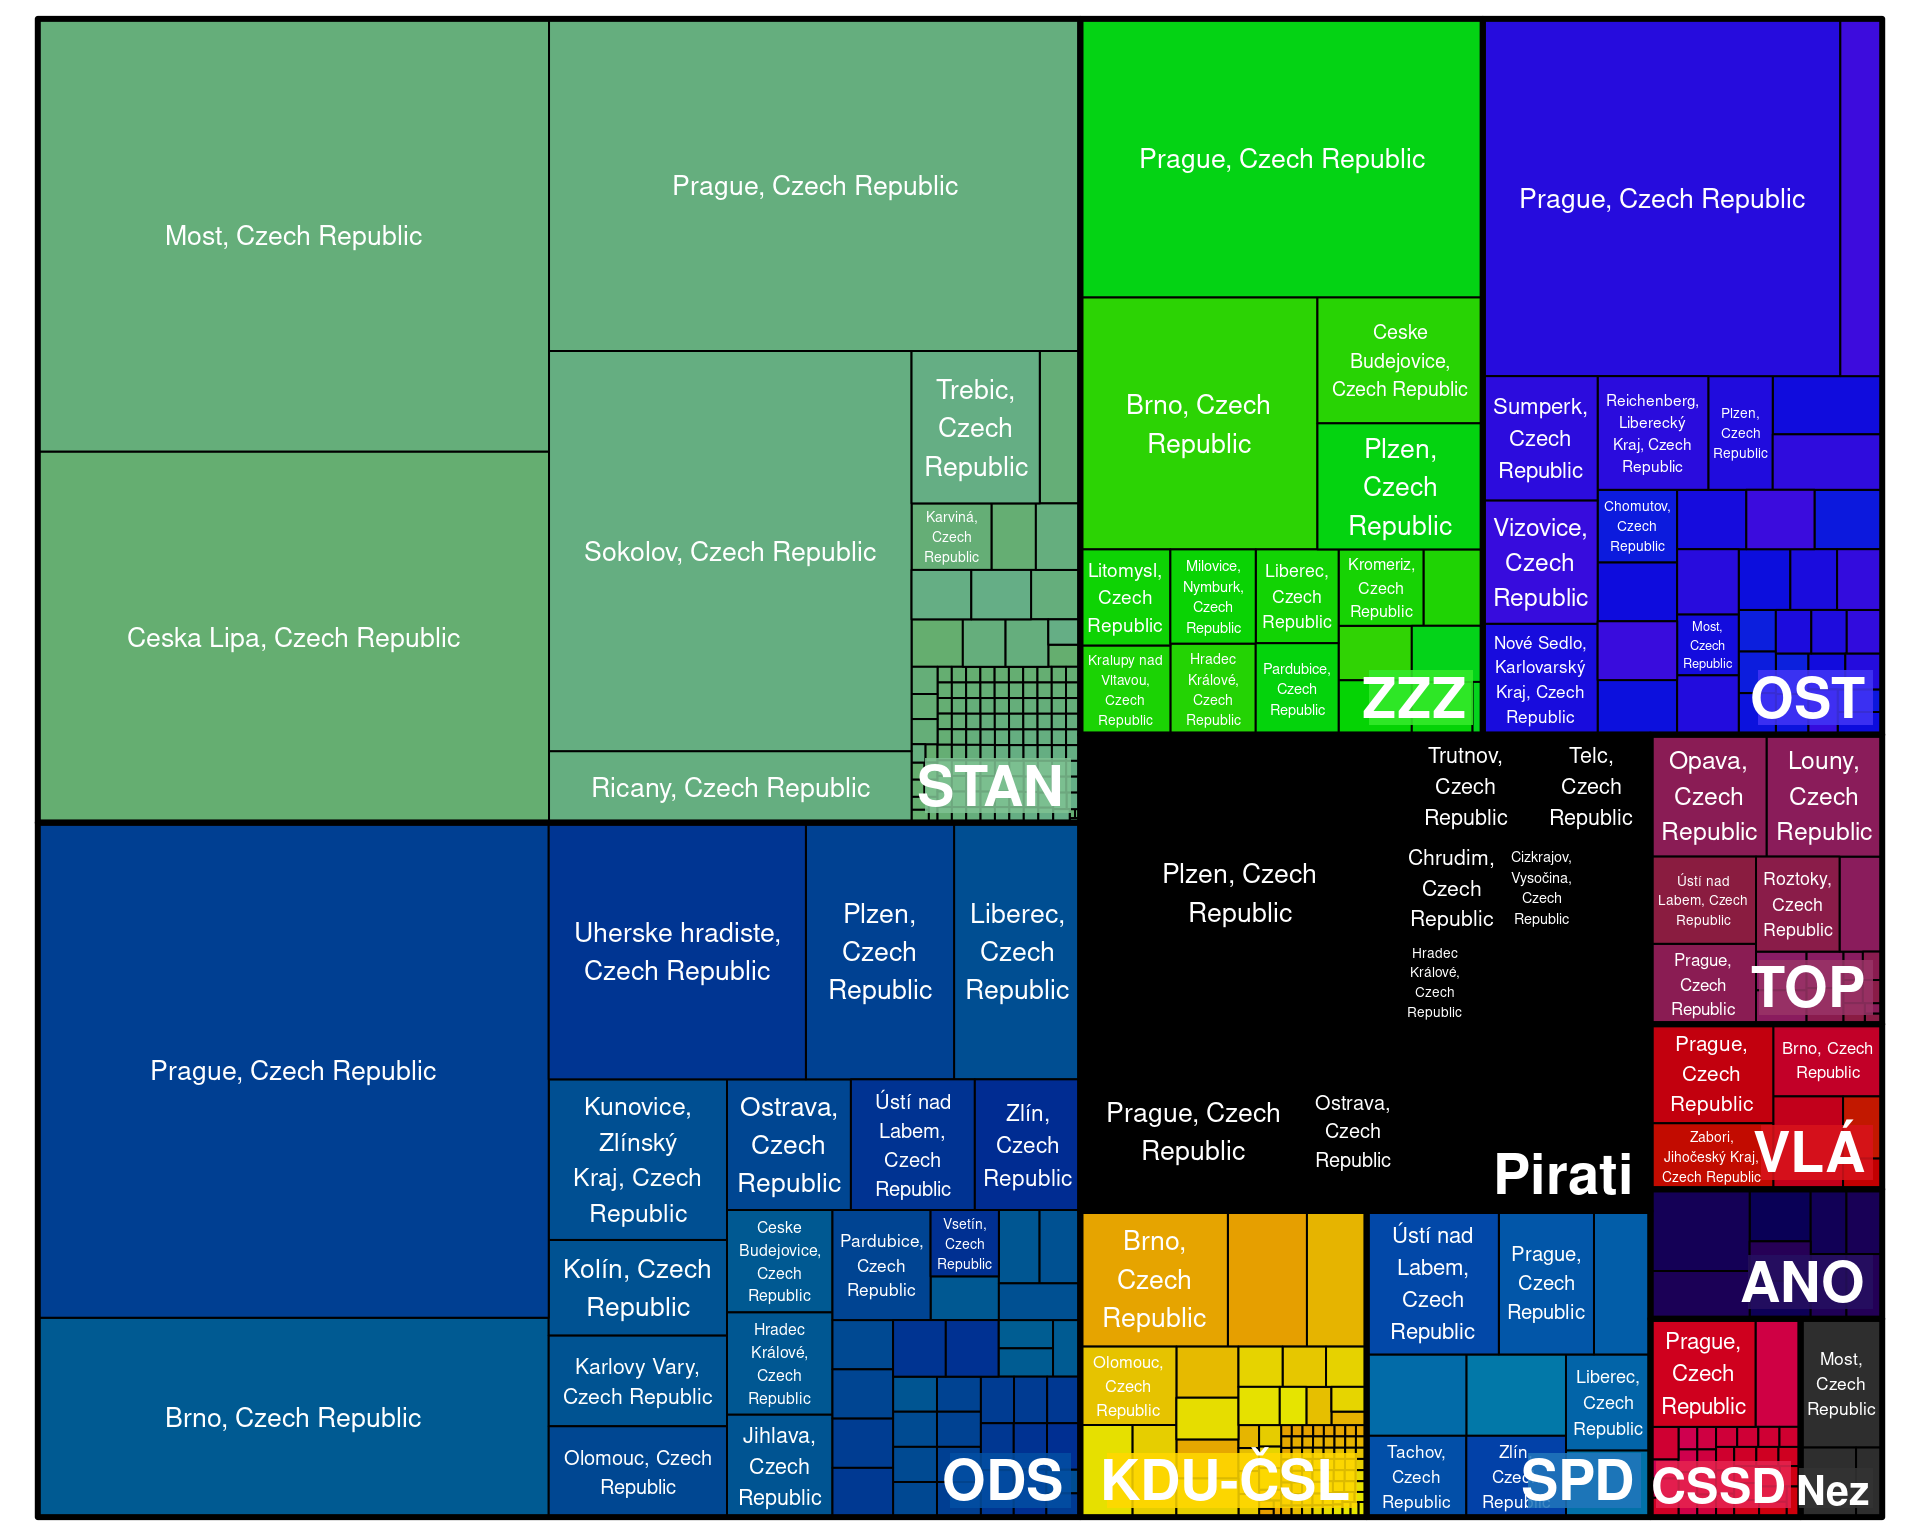 Most, Czech Republic
Ceska Lipa, Czech Republic
Prague, Czech Republic
Sokolov, Czech Republic
Ricany, Czech Republic
Trebic,
Czech
Republic
Karviná,
Czech
Republic
STAN
Prague, Czech Republic
Brno, Czech Republic
Uherske hradiste,
Czech Republic
Plzen,
Czech
Republic
Liberec,
Czech
Republic
Kunovice,
Zlínský
Kraj, Czech
Republic
Kolín, Czech
Republic
Karlovy Vary,
Czech Republic
Olomouc, Czech
Republic
Ostrava,
Czech
Republic
Ústí nad
Labem,
Czech
Republic
Zlín,
Czech
Republic
Ceske
Budejovice,
Czech
Republic
Hradec
Králové,
Czech
Republic
Jihlava,
Czech
Republic
Pardubice,
Czech
Republic
Vsetín,
Czech
Republic
ODS
Prague, Czech Republic
Brno, Czech
Republic
Ceske
Budejovice,
Czech Republic
Plzen,
Czech
Republic
Litomysl,
Czech
Republic
Milovice,
Nymburk,
Czech
Republic
Liberec,
Czech
Republic
Kromeriz,
Czech
Republic
Kralupy nad
Vltavou,
Czech
Republic
Hradec
Králové,
Czech
Republic
Pardubice,
Czech
Republic
ZZZ
Prague, Czech Republic
Sumperk,
Czech
Republic
Reichenberg,
Liberecký
Kraj, Czech
Republic
Plzen,
Czech
Republic
Vizovice,
Czech
Republic
Chomutov,
Czech
Republic
Nové Sedlo,
Karlovarský
Kraj, Czech
Republic
Most,
Czech
Republic
OST
Plzen, Czech
Republic
Prague, Czech
Republic
Ostrava,
Czech
Republic
Trutnov,
Czech
Republic
Telc,
Czech
Republic
Chrudim,
Czech
Republic
Cizkrajov,
Vysočina,
Czech
Republic
Hradec
Králové,
Czech
Republic
Pirati
Opava,
Czech
Republic
Louny,
Czech
Republic
Ústí nad
Labem, Czech
Republic
Roztoky,
Czech
Republic
Prague,
Czech
Republic
TOP
Prague,
Czech
Republic
Brno, Czech
Republic
Zabori,
Jihočeský Kraj,
Czech Republic
VLÁ
ANO
Brno,
Czech
Republic
Olomouc,
Czech
Republic
KDU-ČSL
Ústí nad
Labem,
Czech
Republic
Prague,
Czech
Republic
Liberec,
Czech
Republic
Tachov,
Czech
Republic
Zlín,
Czech
Republic
SPD
Prague,
Czech
Republic
CSSD
Most,
Czech
Republic
Nez